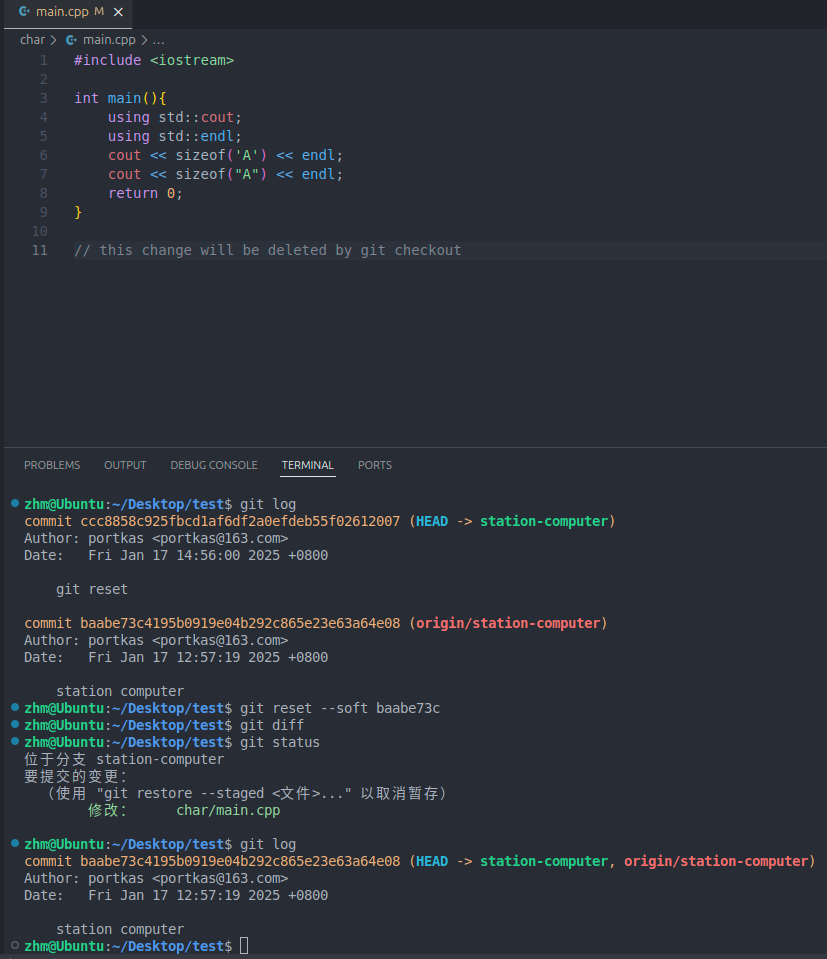 main.cpp M
char > main.cpp > ...
1 #include <iostream>
2
3 int main(){
4 using std::cout;
5 using std::endl;
6 cout << sizeof('A') << endl;
7 cout << sizeof("A") << endl;
8 return 0;
9 }
10
11 // this change will be deleted by git checkout
PROBLEMS OUTPUT DEBUG CONSOLE TERMINAL PORTS
zhm@Ubuntu:~/Desktop/test$ git log
commit ccc8858c925fbcd1af6df2a0efdeb55f02612007 (HEAD -> station-computer)
Author: portkas <portkas@163.com>
Date: Fri Jan 17 14:56:00 2025 +0800
git reset
commit baabe73c4195b0919e04b292c865e23e63a64e08 (origin/station-computer)
Author: portkas <portkas@163.com>
Date: Fri Jan 17 12:57:19 2025 +0800
station computer
zhm@Ubuntu:~/Desktop/test$ git reset --soft baabe73c
zhm@Ubuntu:~/Desktop/test$ git diff
zhm@Ubuntu:~/Desktop/test$ git status
位于分支 station-computer
要提交的变更：
（使用 "git restore --staged <文件>..." 以取消暂存）
修改： char/main.cpp
zhm@Ubuntu:~/Desktop/test$ git log
commit baabe73c4195b0919e04b292c865e23e63a64e08 (HEAD -> station-computer, origin/station-computer)
Author: portkas <portkas@163.com>
Date: Fri Jan 17 12:57:19 2025 +0800
station computer
zhm@Ubuntu:~/Desktop/test$